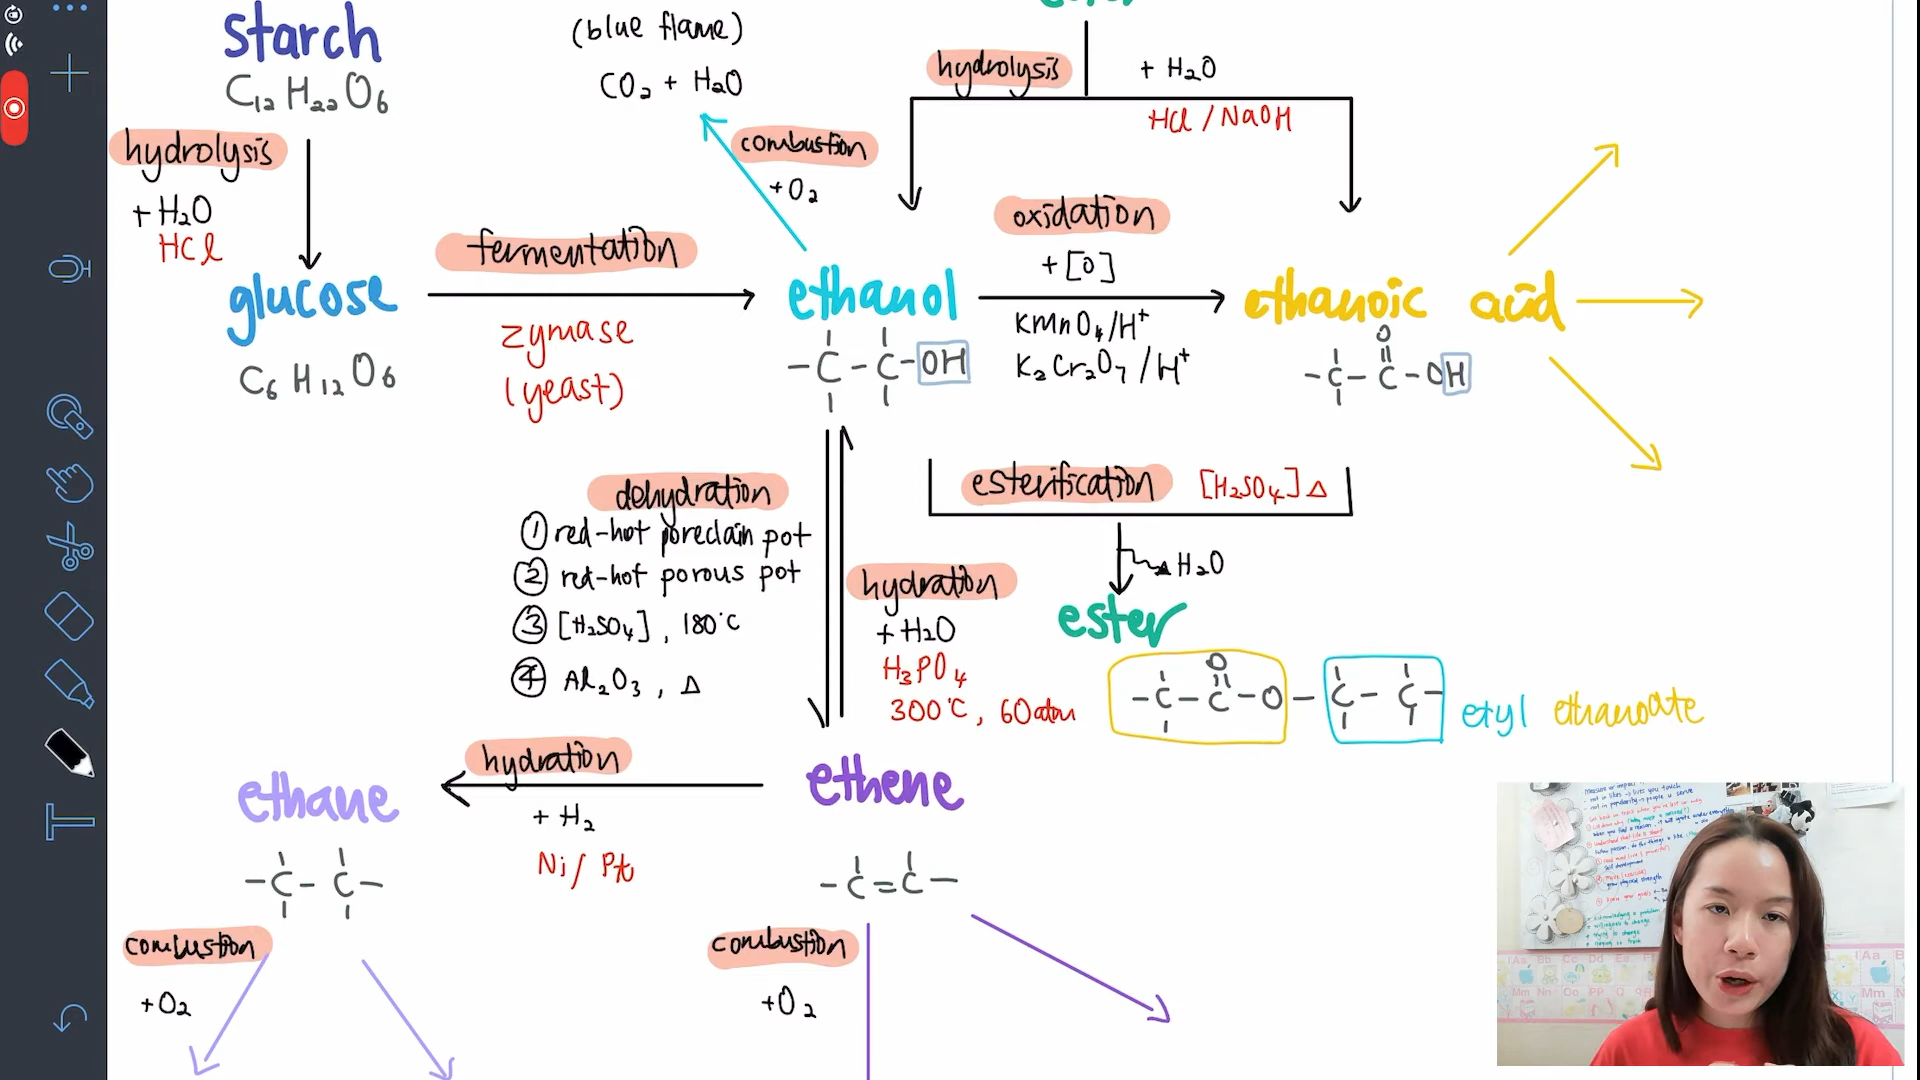 starch
C12 H22 O6
hydrolysis
+ H2O
HCl
glucose
C6 H12 O6
fermentation
zymase
(yeast)
(blue flame)
CO2 + H2O
combustion
+ O2
ethanol
- C - C - OH
hydrolysis
+ H2O
HCl / NaOH
oxidation
+ [O]
KMnO4/H+
K2Cr2O7 / H+
ethanoic acid
O
- C - C - OH
dehydration
① red-hot poreclain pot
② red-hot porous pot
③ [H2SO4] , 180°C
④ Al2O3 , Δ
hydration
+ H2O
H3PO4
300°C , 60atm
esterification [H2SO4] Δ
H2O
ester
O
- C - C - O - C - C -
etyl ethanoate
hydration
+ H2
Ni / Pt
ethane
- C - C -
ethene
- C = C -
combustion
+O2
combustion
+O2